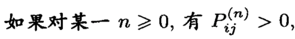 如果对某一 n ⩾ 0, 有 P_{ij}^{(n)} > 0,